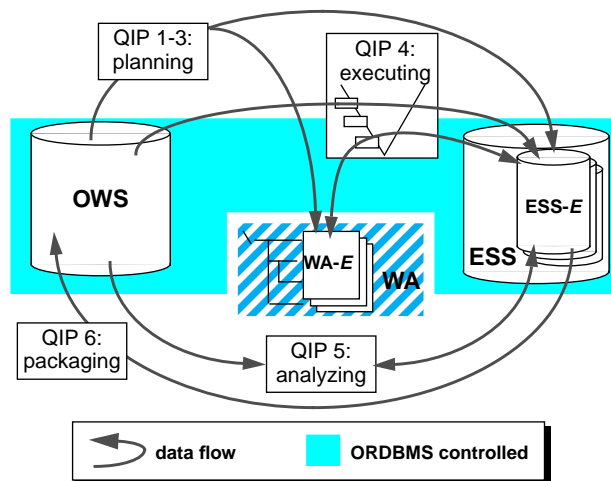 QIP 1-3:
planning
QIP 4:
executing
OWS
ESS-E
ESS
WA-E
WA
QIP 6:
packaging
QIP 5:
analyzing
data flow
ORDBMS controlled